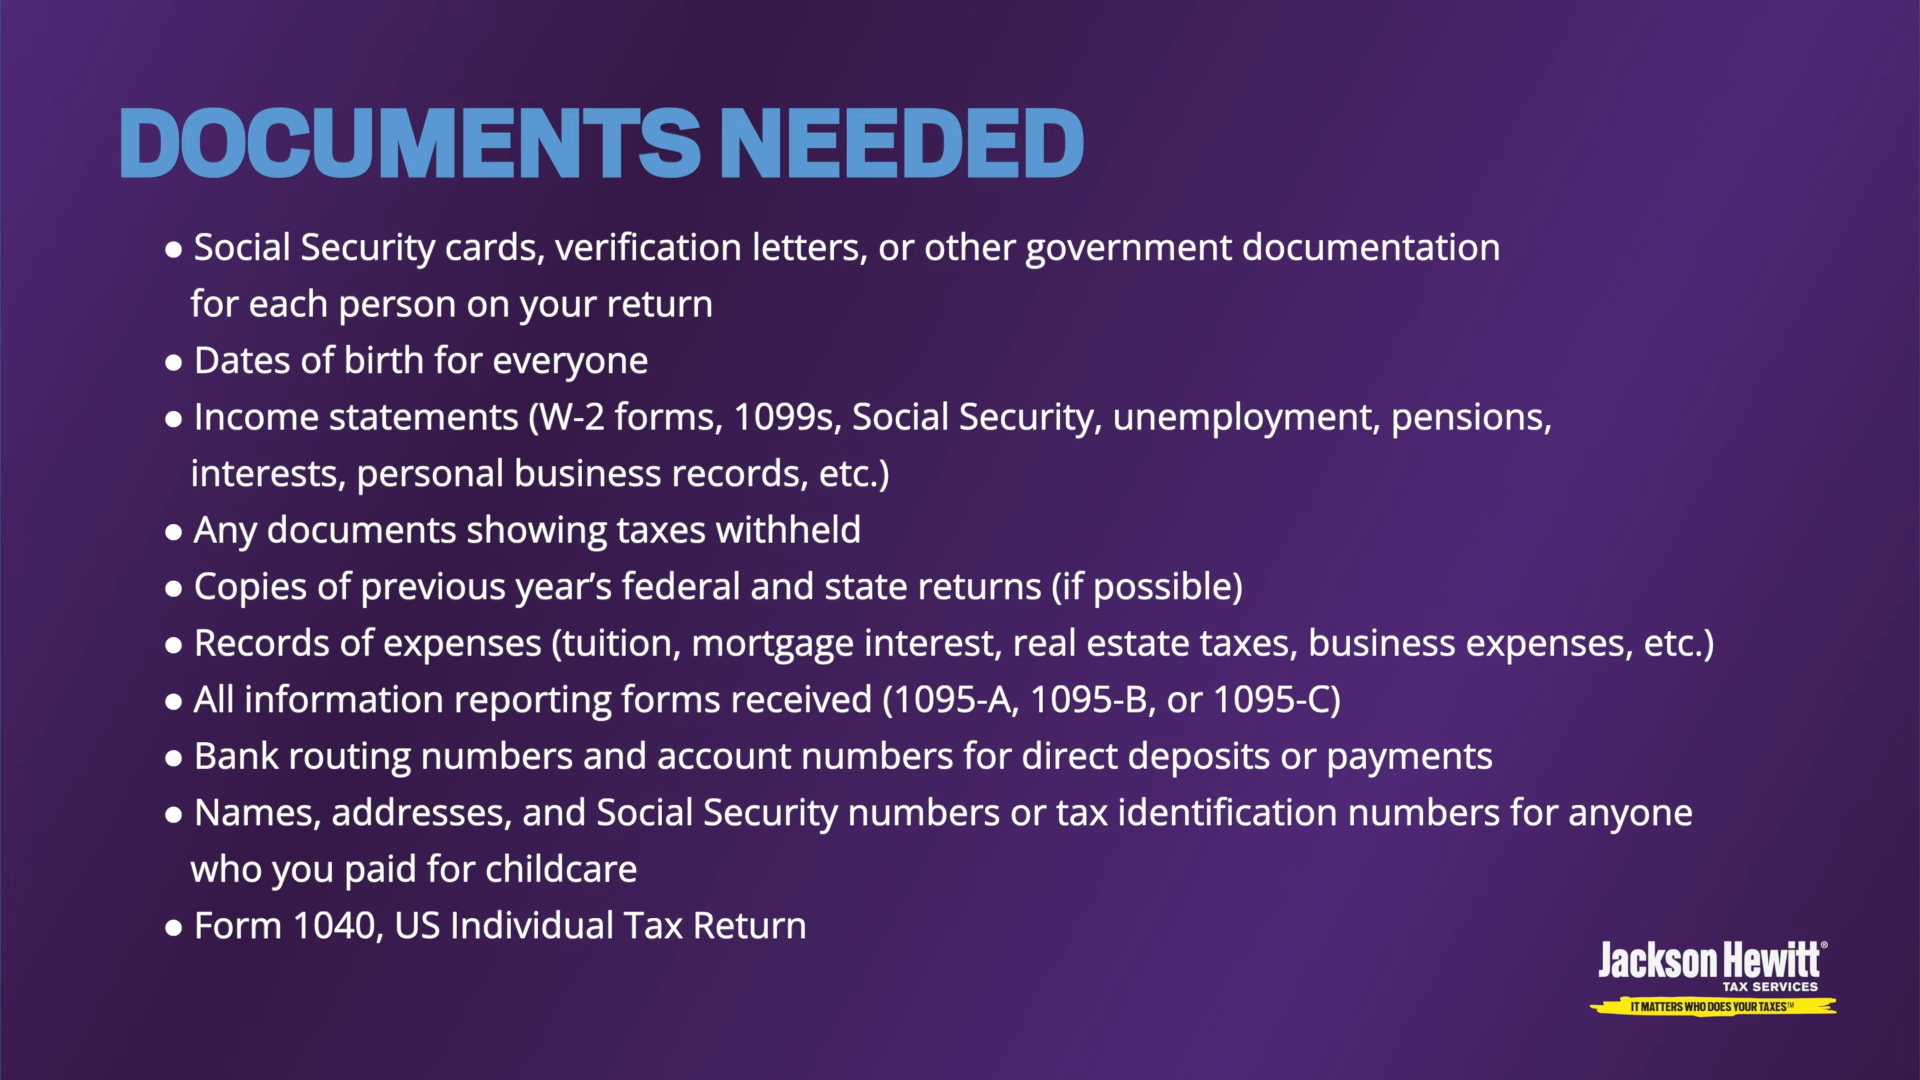 DOCUMENTS NEEDED
● Social Security cards, verification letters, or other government documentation
for each person on your return
● Dates of birth for everyone
● Income statements (W-2 forms, 1099s, Social Security, unemployment, pensions,
interests, personal business records, etc.)
● Any documents showing taxes withheld
● Copies of previous year’s federal and state returns (if possible)
● Records of expenses (tuition, mortgage interest, real estate taxes, business expenses, etc.)
● All information reporting forms received (1095-A, 1095-B, or 1095-C)
● Bank routing numbers and account numbers for direct deposits or payments
● Names, addresses, and Social Security numbers or tax identification numbers for anyone
who you paid for childcare
● Form 1040, US Individual Tax Return
Jackson Hewitt®
TAX SERVICES
IT MATTERS WHO DOES YOUR TAXES™